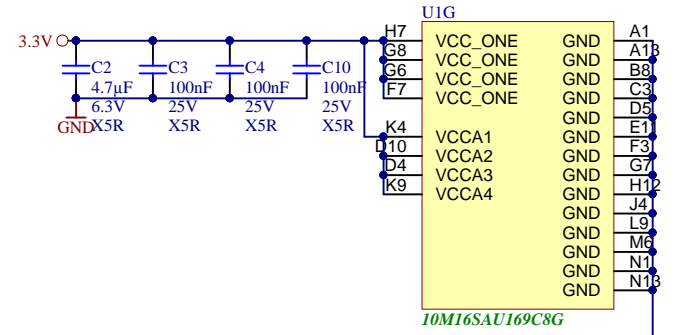 U1G
3.3V
C2
4.7µF
6.3V
X5R
C3
100nF
25V
X5R
C4
100nF
25V
X5R
C10
100nF
25V
X5R
GND
H7 VCC_ONE GND A1
G8 VCC_ONE GND A13
G6 VCC_ONE GND B8
F7 VCC_ONE GND C3
GND D5
K4 VCCA1 GND E11
D10 VCCA2 GND F3
D4 VCCA3 GND G7
K9 VCCA4 GND H12
GND J4
GND L9
GND M6
GND N1
GND N13
10M16SAU169C8G